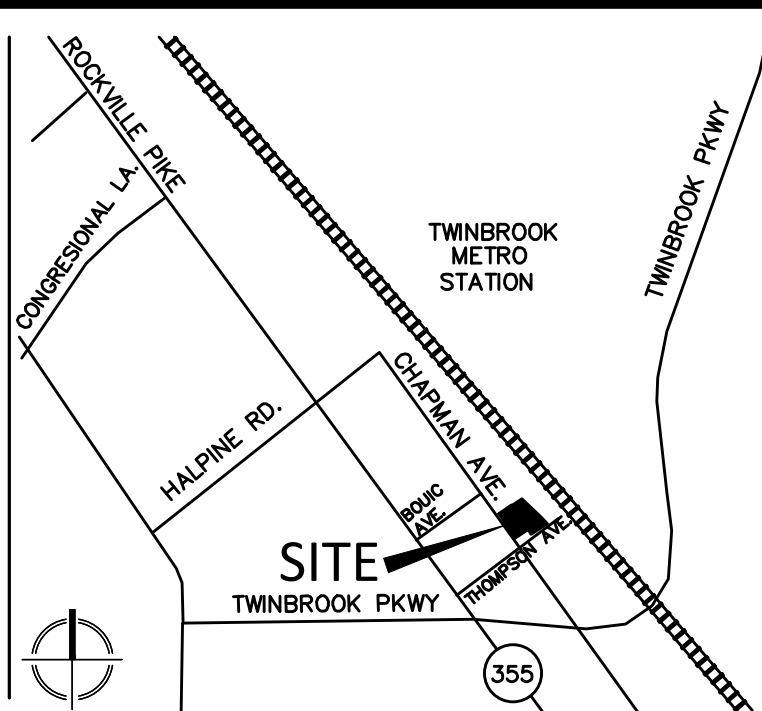 ROCKVILLE PIKE
CONGRESIONAL LA.
TWINBROOK PKWY
TWINBROOK
METRO
STATION
CHAPMAN AVE.
HALPINE RD.
BOUIC
AVE.
SITE
THOMPSON AVE.
TWINBROOK PKWY
355